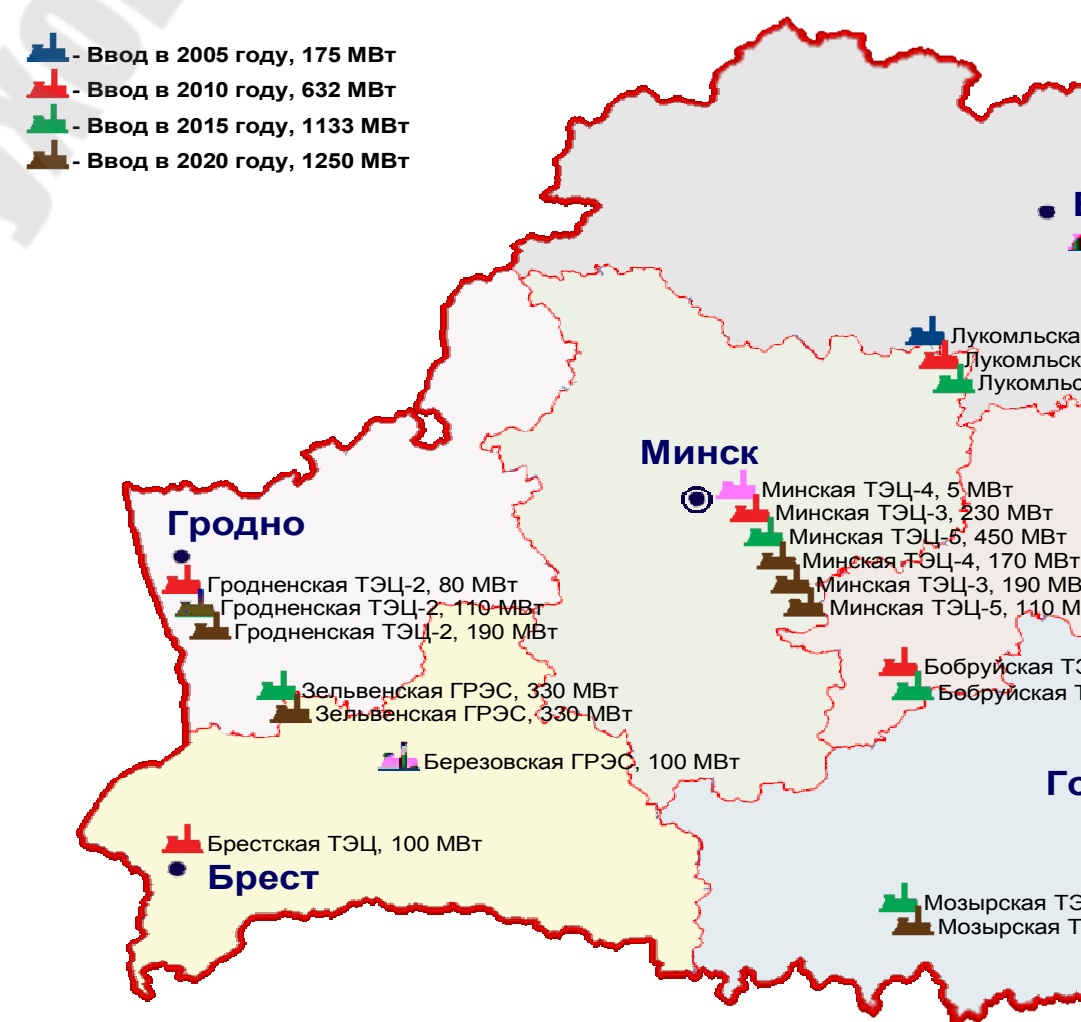 - Ввод в 2005 году, 175 МВт
- Ввод в 2010 году, 632 МВт
- Ввод в 2015 году, 1133 МВт
- Ввод в 2020 году, 1250 МВт
Лукомльска
Лукомльск
Лукомльс
Минск
Минская ТЭЦ-4, 5 МВт
Минская ТЭЦ-3, 230 МВт
Минская ТЭЦ-5, 450 МВт
Минская ТЭЦ-4, 170 МВт
Минская ТЭЦ-3, 190 МВ
Минская ТЭЦ-5, 110 М
Гродно
Гродненская ТЭЦ-2, 80 МВт
Гродненская ТЭЦ-2, 110 МВт
Гродненская ТЭЦ-2, 190 МВт
Бобруйская ТЭ
Бобруйская Т
Зельвенская ГРЭС, 330 МВт
Зельвенская ГРЭС, 330 МВт
Березовская ГРЭС, 100 МВт
Го
Брестская ТЭЦ, 100 МВт
Брест
Мозырская ТЭ
Мозырская Т